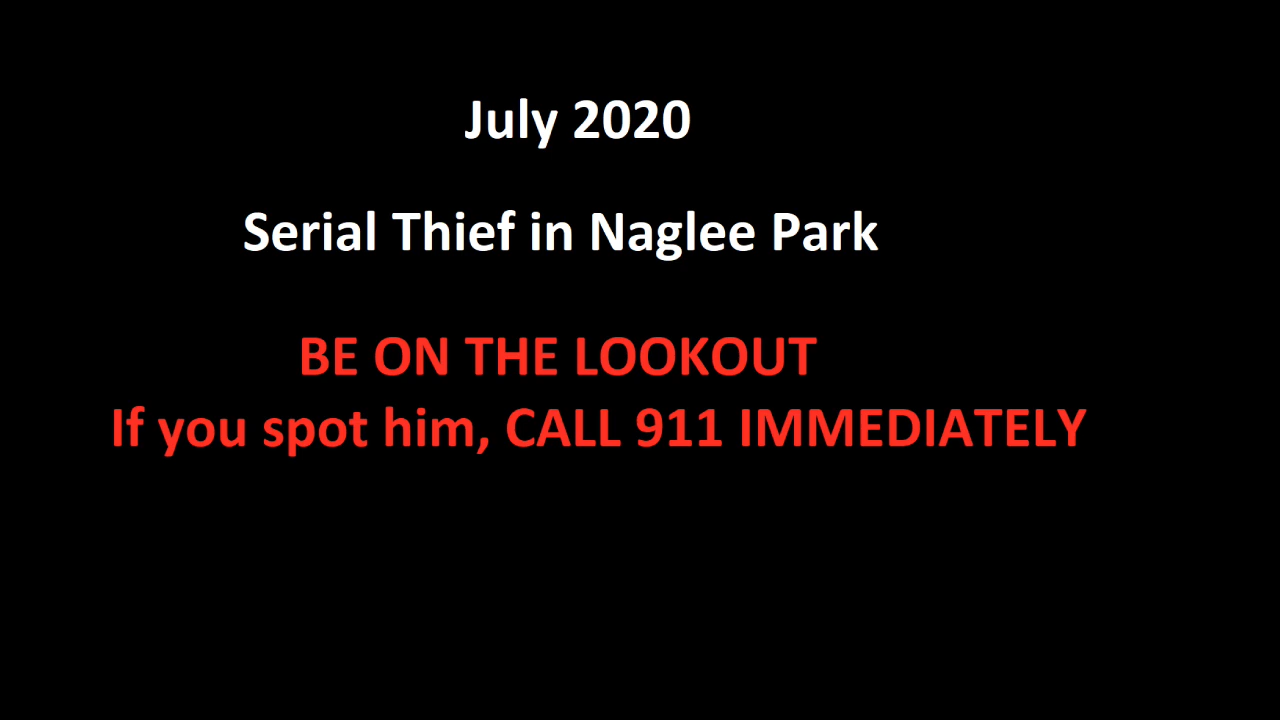 July 2020
Serial Thief in Naglee Park
BE ON THE LOOKOUT
If you spot him, CALL 911 IMMEDIATELY